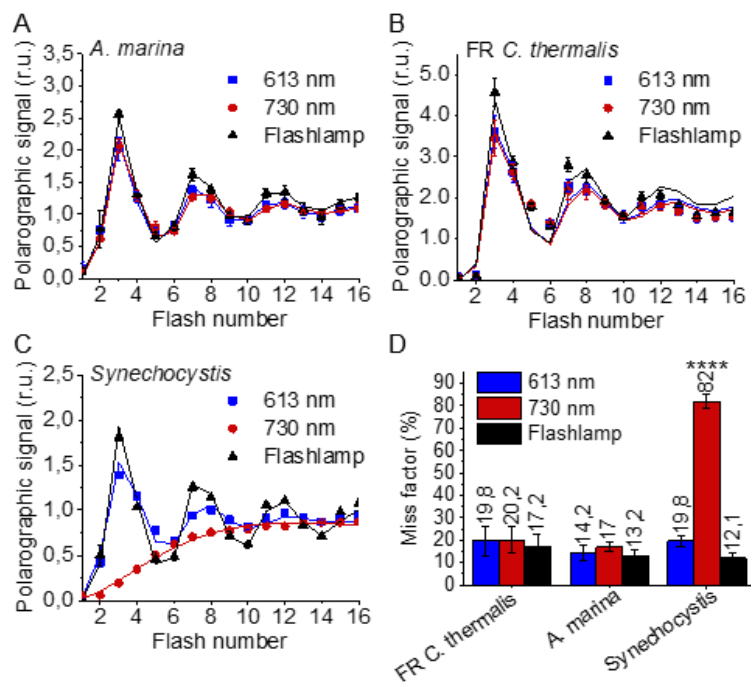 A
A. marina
613 nm
730 nm
Flashlamp
Polarographic signal (r.u.)
3,5
3,0
2,5
2,0
1,5
1,0
0,5
0,0
2 4 6 8 10 12 14 16
Flash number
B
FR C. thermalis
613 nm
730 nm
Flashlamp
Polarographic signal (r.u.)
5.0
4.0
3.0
2.0
1.0
0.0
2 4 6 8 10 12 14 16
Flash number
C
Synechocystis
613 nm
730 nm
Flashlamp
Polarographic signal (r.u.)
2,5
2,0
1,5
1,0
0,5
0,0
2 4 6 8 10 12 14 16
Flash number
D
613 nm
730 nm
Flashlamp
****
Miss factor (%)
90
80
70
60
50
40
30
20
10
0
19,8
20,2
17,2
14,2
17
13,2
19,8
82
12,1
FR C. thermalis
A. marina
Synechocystis